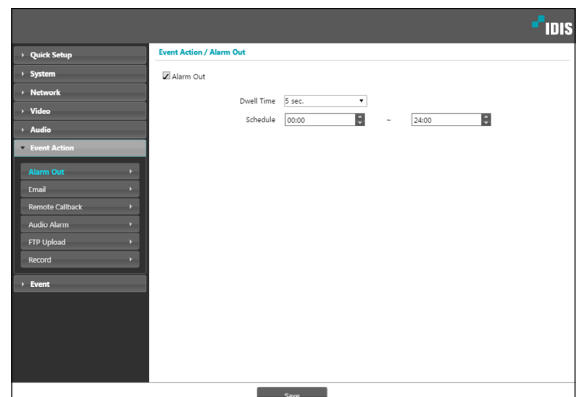 IDIS
Quick Setup
System
Network
Video
Audio
Event Action
Alarm Out
Email
Remote Callback
Audio Alarm
FTP Upload
Record
Event
Event Action / Alarm Out
Alarm Out
Dwell Time 5 sec.
Schedule 00:00 ~ 24:00
Save